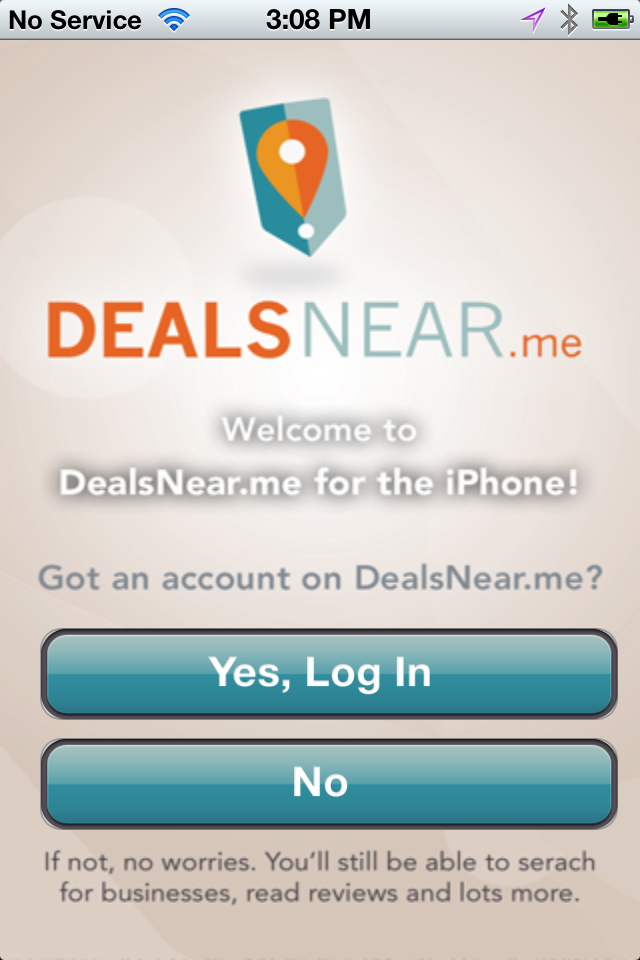 No Service 3:08 PM
DEALSNEAR.me
Welcome to
DealsNear.me for the iPhone!
Got an account on DealsNear.me?
Yes, Log In
No
If not, no worries. You'll still be able to serach
for businesses, read reviews and lots more.